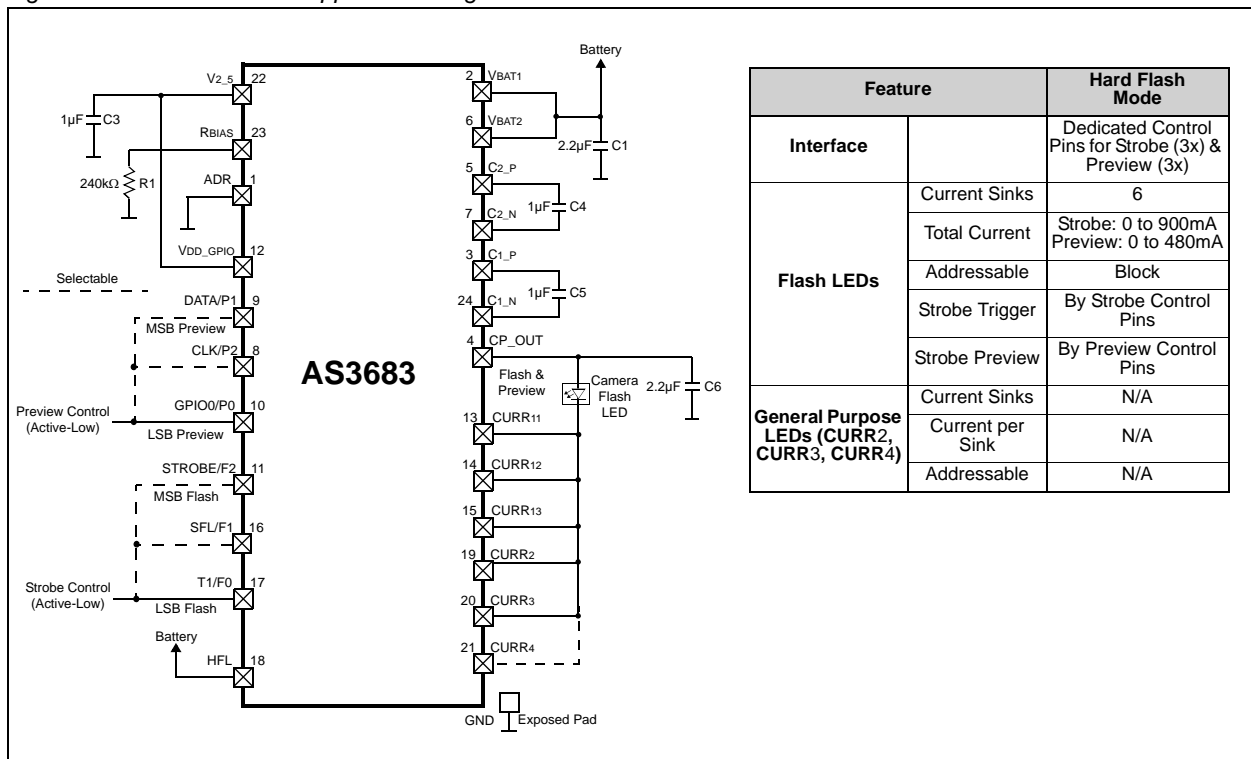 Battery
V2_5 22
1µF C3
RBIAS 23
240kΩ R1
ADR 1
VDD_GPIO 12
Selectable
DATA/P1 9
MSB Preview
CLK/P2 8
Preview Control
(Active-Low)
GPIO0/P0 10
LSB Preview
STROBE/F2 11
MSB Flash
SFL/F1 16
Strobe Control
(Active-Low)
T1/F0 17
LSB Flash
Battery
HFL 18
AS3683
2 VBAT1
6 VBAT2
2.2µF C1
5 C2_P
1µF C4
7 C2_N
3 C1_P
1µF C5
24 C1_N
4 CP_OUT
Flash &
Preview
Camera
Flash
LED
2.2µF C6
13 CURR11
14 CURR12
15 CURR13
19 CURR2
20 CURR3
21 CURR4
GND Exposed Pad
Feature
Hard Flash
Mode
Interface
Dedicated Control
Pins for Strobe (3x) &
Preview (3x)
Flash LEDs
Current Sinks 6
Total Current
Strobe: 0 to 900mA
Preview: 0 to 480mA
Addressable Block
Strobe Trigger
By Strobe Control
Pins
Strobe Preview
By Preview Control
Pins
General Purpose
LEDs (CURR2,
CURR3, CURR4)
Current Sinks N/A
Current per
Sink
N/A
Addressable N/A